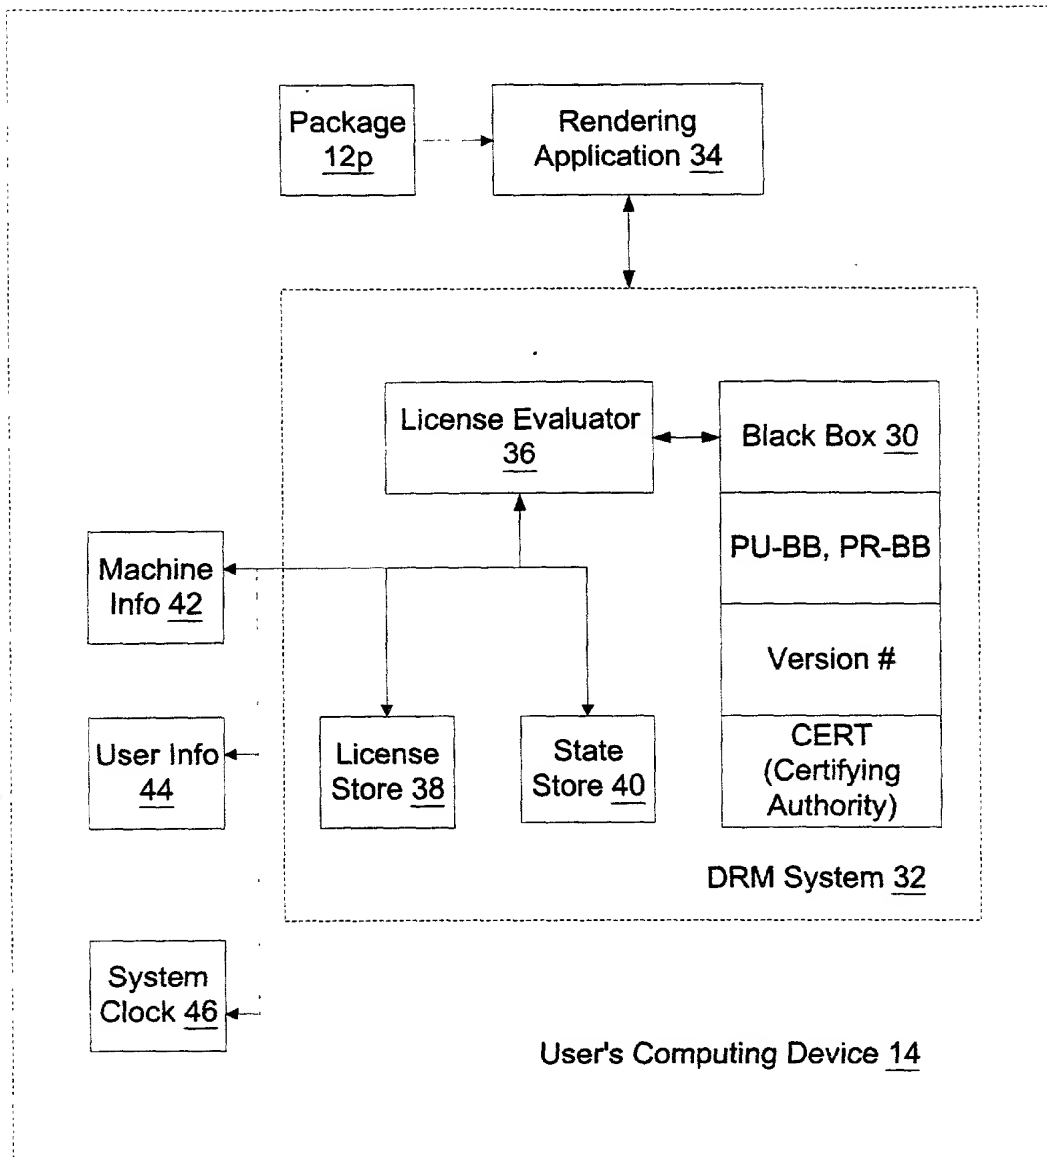 Package
12p
Rendering
Application 34
License Evaluator
36
Black Box 30
PU-BB, PR-BB
Machine
Info 42
Version #
User Info
44
License
Store 38
State
Store 40
CERT
(Certifying
Authority)
DRM System 32
System
Clock 46
User's Computing Device 14